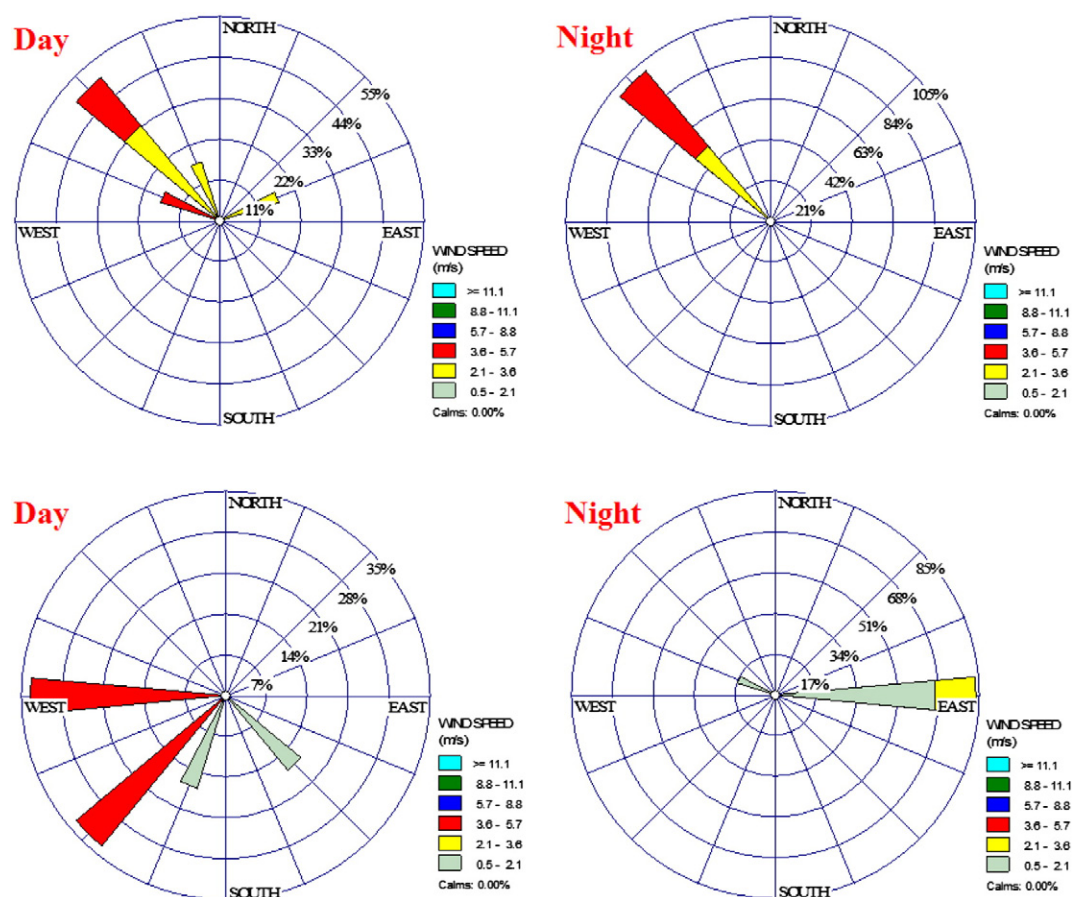 Day
NORTH
55%
44%
33%
22%
11%
WEST
EAST
SOUTH
WIND SPEED
(m/s)
>= 11.1
8.8 - 11.1
5.7 - 8.8
3.6 - 5.7
2.1 - 3.6
0.5 - 2.1
Calms: 0.00%
Night
NORTH
105%
84%
63%
42%
21%
WEST
EAST
SOUTH
WIND SPEED
(m/s)
>= 11.1
8.8 - 11.1
5.7 - 8.8
3.6 - 5.7
2.1 - 3.6
0.5 - 2.1
Calms: 0.00%
Day
NORTH
35%
28%
21%
14%
7%
WEST
EAST
SOUTH
WIND SPEED
(m/s)
>= 11.1
8.8 - 11.1
5.7 - 8.8
3.6 - 5.7
2.1 - 3.6
0.5 - 2.1
Calms: 0.00%
Night
NORTH
85%
68%
51%
34%
17%
WEST
EAST
SOUTH
WIND SPEED
(m/s)
>= 11.1
8.8 - 11.1
5.7 - 8.8
3.6 - 5.7
2.1 - 3.6
0.5 - 2.1
Calms: 0.00%